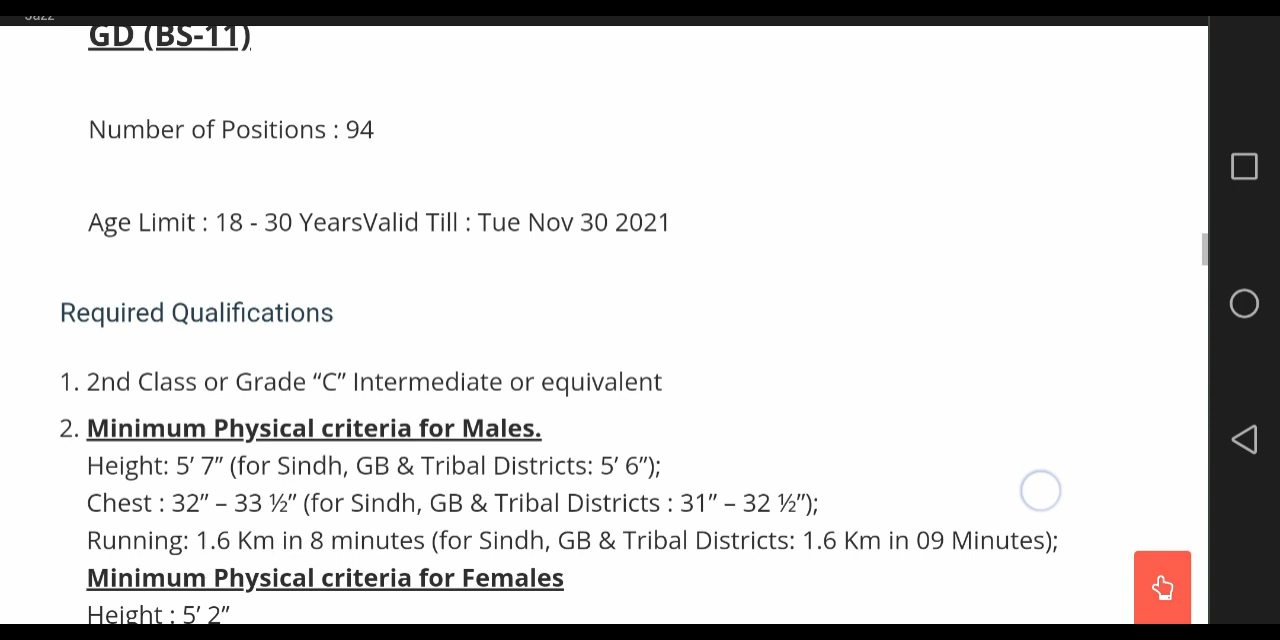 Jazz
GD (BS-11)
Number of Positions : 94
Age Limit : 18 - 30 YearsValid Till : Tue Nov 30 2021
Required Qualifications
1. 2nd Class or Grade “C” Intermediate or equivalent
2. Minimum Physical criteria for Males.
Height: 5’ 7” (for Sindh, GB & Tribal Districts: 5’ 6”);
Chest : 32” – 33 ½” (for Sindh, GB & Tribal Districts : 31” – 32 ½”);
Running: 1.6 Km in 8 minutes (for Sindh, GB & Tribal Districts: 1.6 Km in 09 Minutes);
Minimum Physical criteria for Females
Height : 5’ 2”